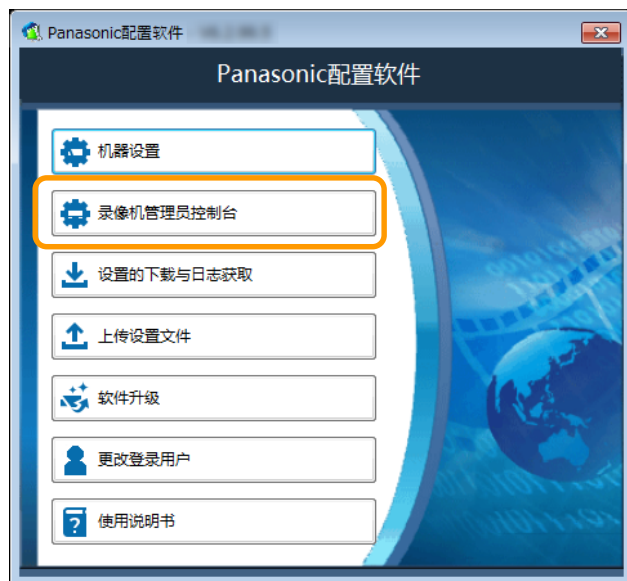 Panasonic配置软件
Panasonic配置软件
机器设置
录像机管理员控制台
设置的下载与日志获取
上传设置文件
软件升级
更改登录用户
使用说明书